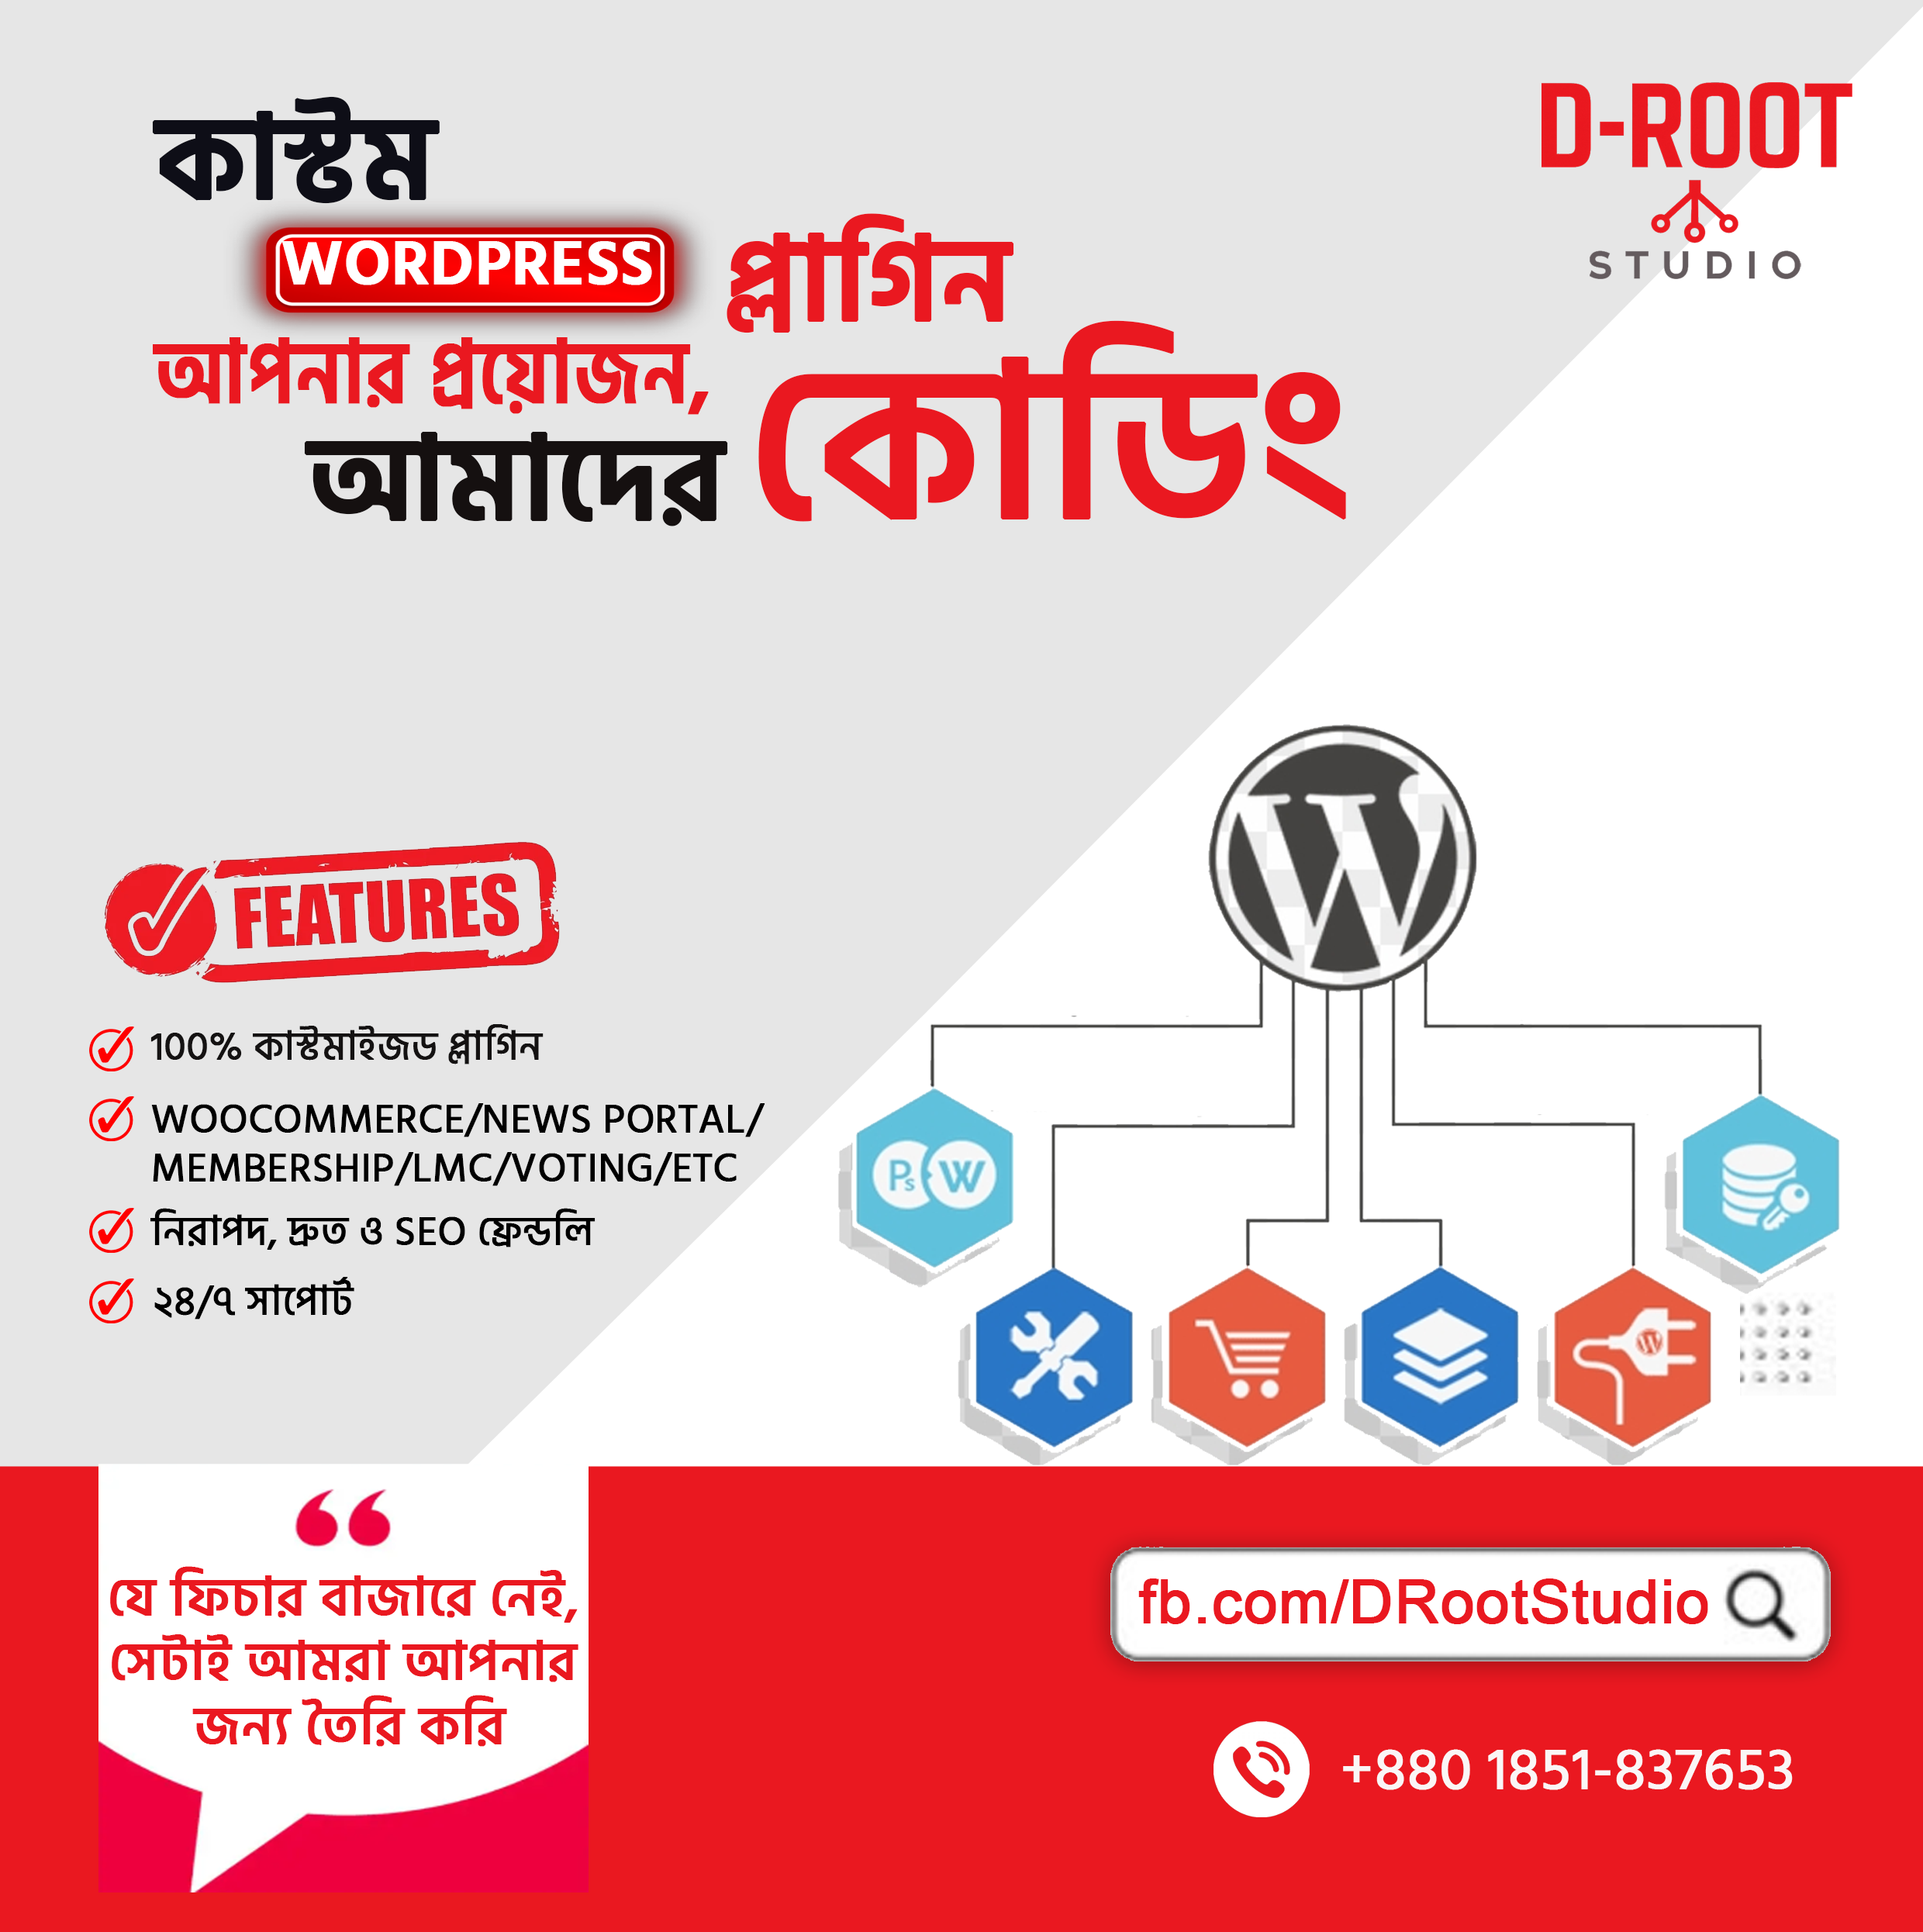 কাস্টম
WORDPRESS প্লাগিন
আপনার প্রয়োজন,
আমাদের কোডিং
D-ROOT
STUDIO
FEATURES
100% কাস্টমাইজড প্লাগিন
WOOCOMMERCE/NEWS PORTAL/
MEMBERSHIP/LMC/VOTING/ETC
নিরাপদ, দ্রুত ও SEO ফ্রেন্ডলি
২৪/৭ সাপোর্ট
Ps W
যে ফিচার বাজারে নেই,
সেটাই আমরা আপনার
জন্য তৈরি করি
fb.com/DRootStudio
+880 1851-837653